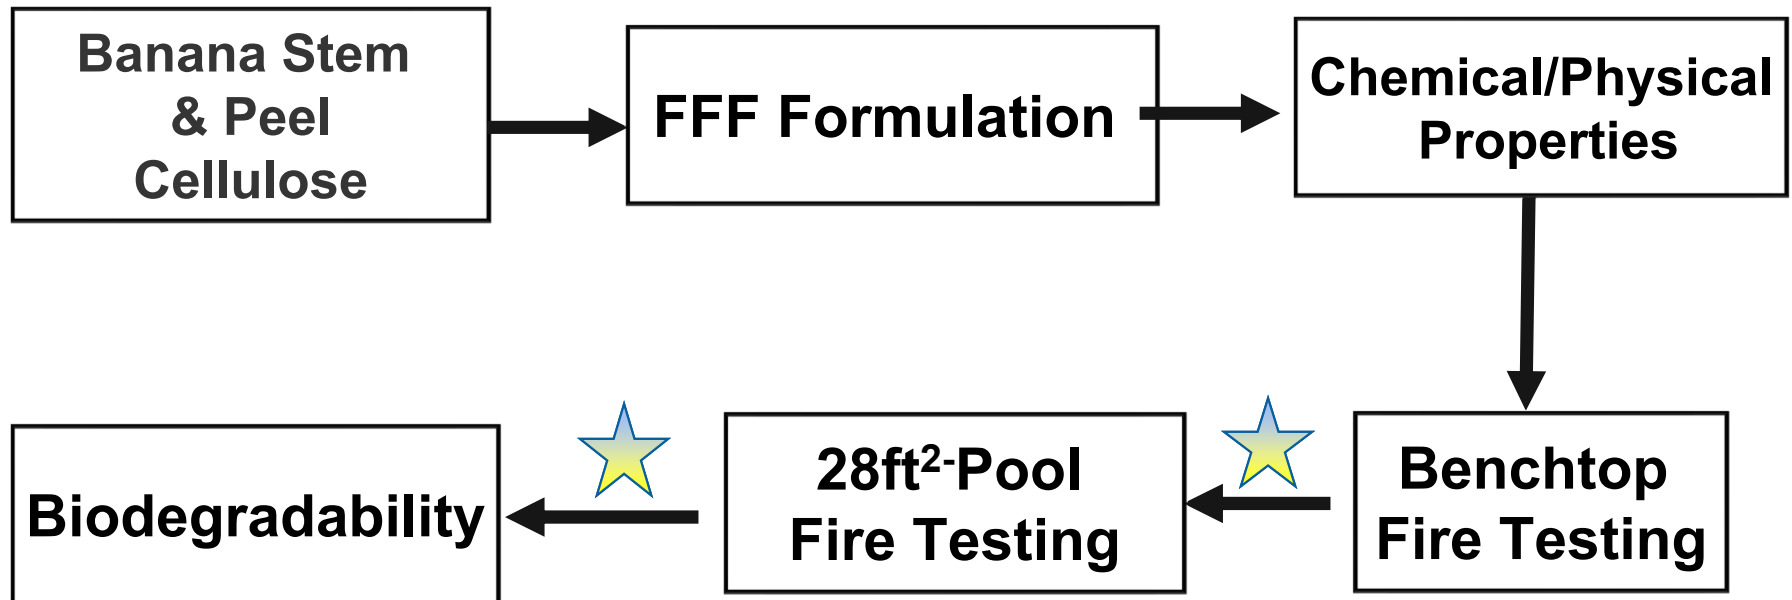 Banana Stem
& Peel
Cellulose
FFF Formulation
Chemical/Physical
Properties
Benchtop
Fire Testing
28ft²-Pool
Fire Testing
Biodegradability